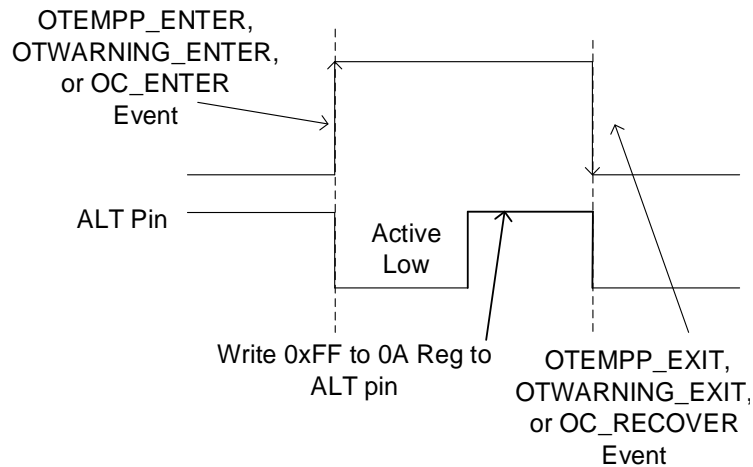 OTEMPP_ENTER,
OTWARNING_ENTER,
or OC_ENTER
Event
ALT Pin
Active
Low
Write 0xFF to 0A Reg to
ALT pin
OTEMPP_EXIT,
OTWARNING_EXIT,
or OC_RECOVER
Event